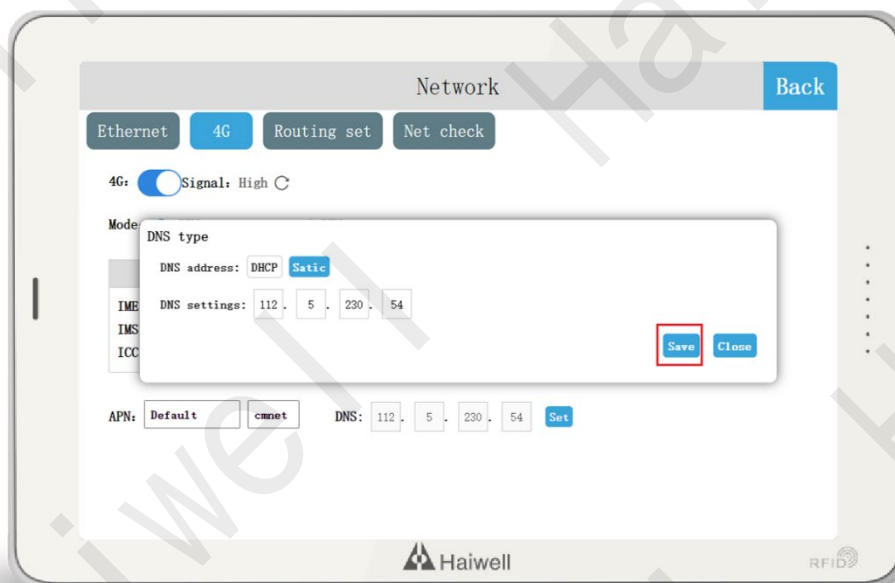 Network
Back
Ethernet 4G Routing set Net check
4G: Signal: High
Mode
DNS type
DNS address: DHCP Satic
DNS settings: 112 . 5 . 230 . 54
IME
IMS
ICC
Save Close
APN: Default cmnet DNS: 112 . 5 . 230 . 54 Set
Haiwell
RFID